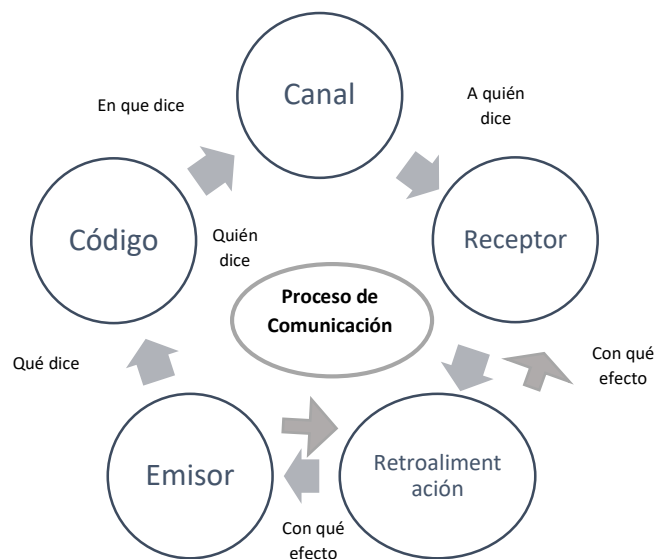 Canal
En que dice
A quién
dice
Código
Quién
dice
Receptor
Proceso de
Comunicación
Qué dice
Con qué
efecto
Emisor
Retroaliment
ación
Con qué
efecto